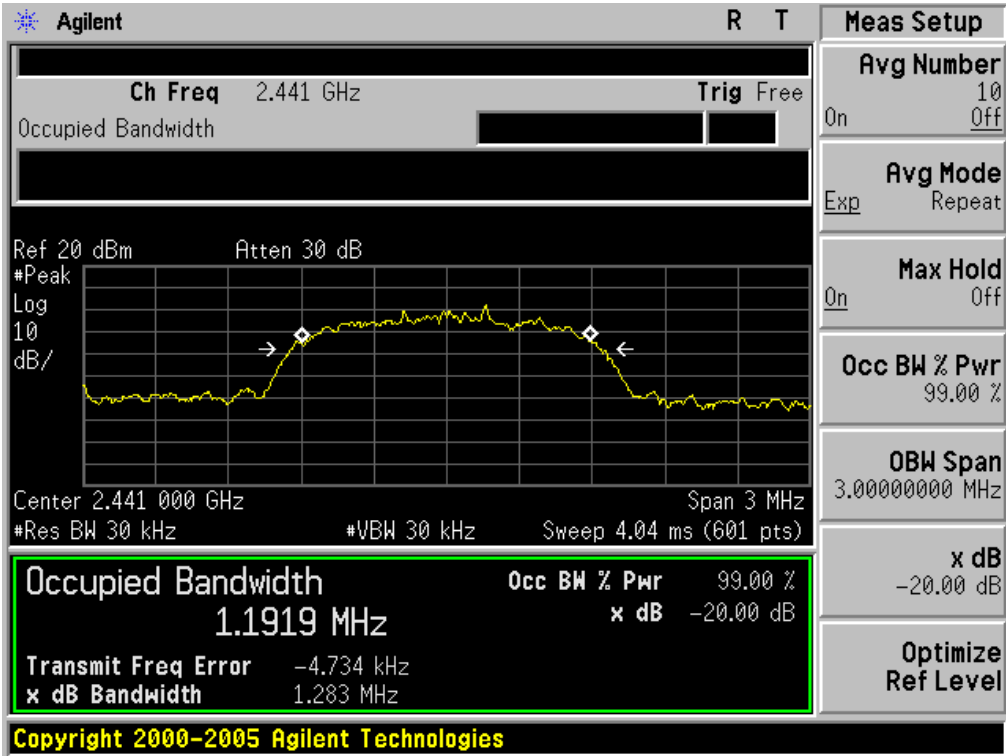 Agilent R T
Ch Freq 2.441 GHz Trig Free
Occupied Bandwidth
Ref 20 dBm Atten 30 dB
#Peak
Log
10
dB/
Center 2.441 000 GHz Span 3 MHz
#Res BW 30 kHz #VBW 30 kHz Sweep 4.04 ms (601 pts)
Occupied Bandwidth Occ BW % Pwr 99.00 %
1.1919 MHz x dB -20.00 dB
Transmit Freq Error -4.734 kHz
x dB Bandwidth 1.283 MHz
Copyright 2000-2005 Agilent Technologies
Meas Setup
Avg Number
10
On Off
Avg Mode
Exp Repeat
Max Hold
On Off
Occ BW % Pwr
99.00 %
OBW Span
3.00000000 MHz
x dB
-20.00 dB
Optimize
Ref Level